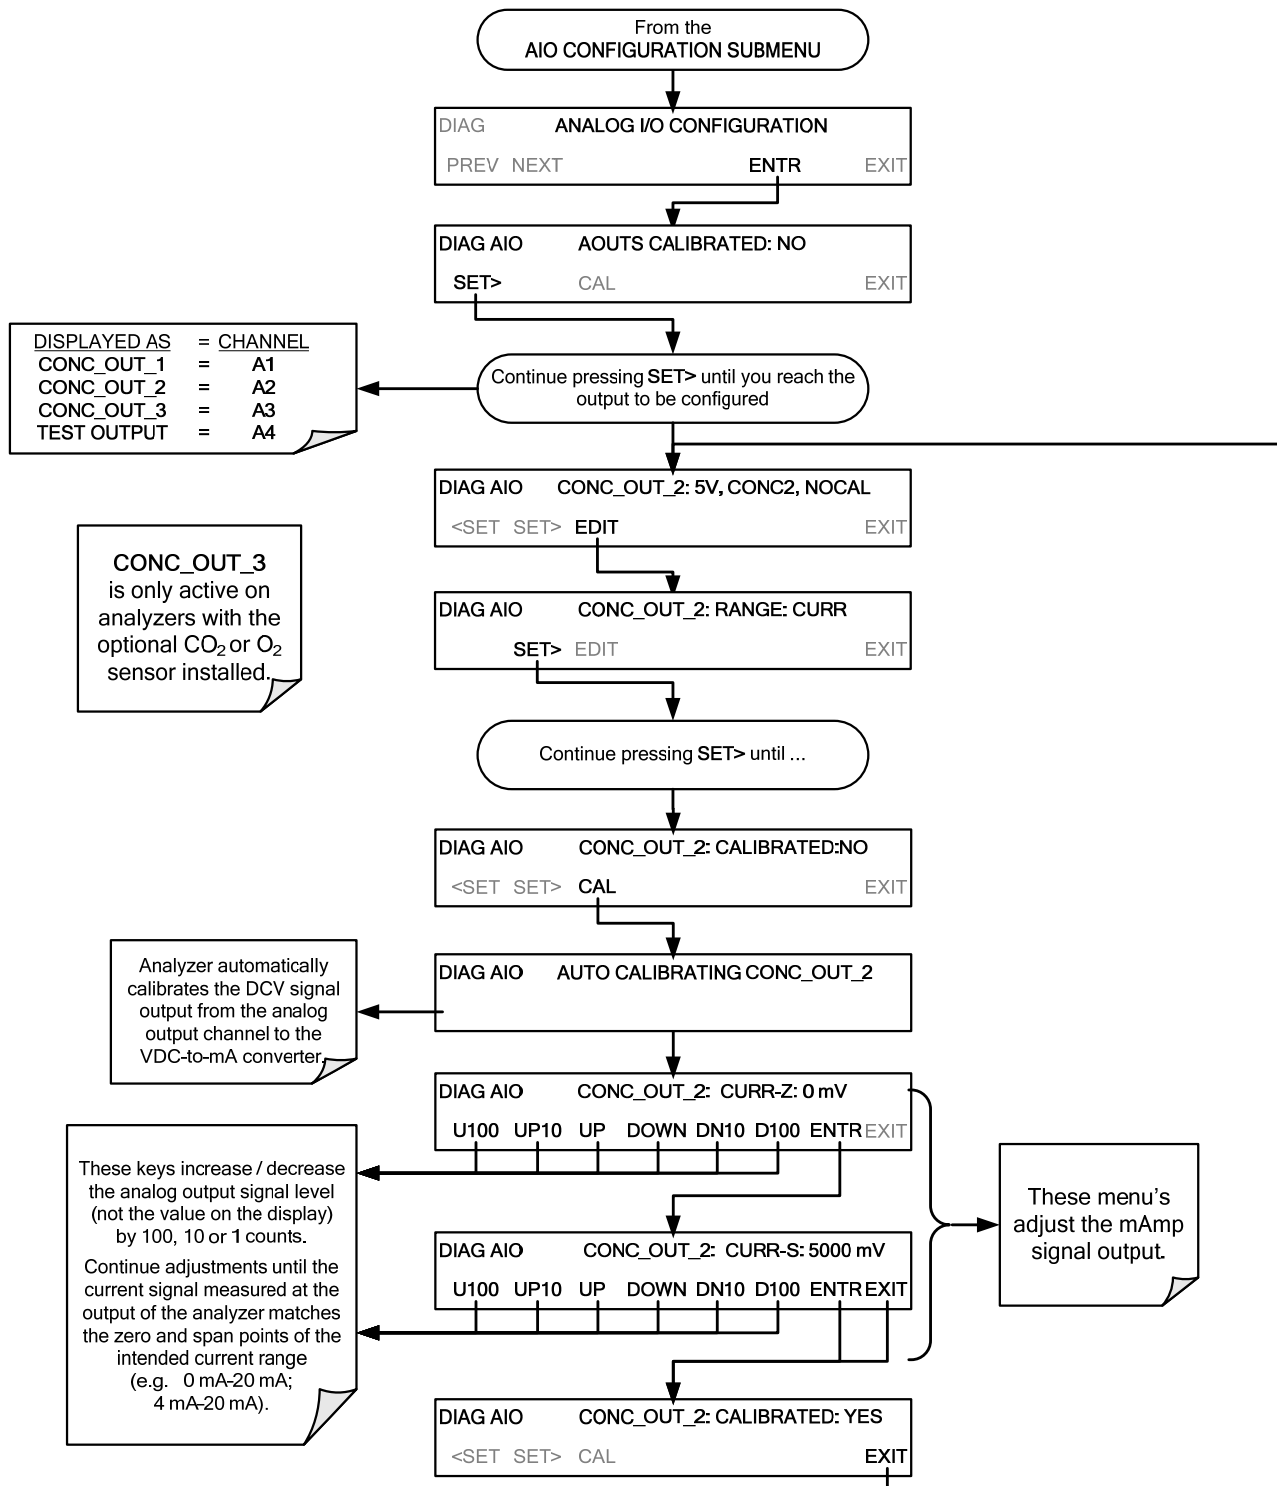 From the
AIO CONFIGURATION SUBMENU
DIAG ANALOG I/O CONFIGURATION
PREV NEXT ENTR EXIT
DIAG AIO AOUTS CALIBRATED: NO
SET> CAL EXIT
DISPLAYED AS = CHANNEL
CONC_OUT_1 = A1
CONC_OUT_2 = A2
CONC_OUT_3 = A3
TEST OUTPUT = A4
Continue pressing SET> until you reach the
output to be configured
DIAG AIO CONC_OUT_2: 5V, CONC2, NOCAL
<SET SET> EDIT EXIT
CONC_OUT_3
is only active on
analyzers with the
optional CO2 or O2
sensor installed.
DIAG AIO CONC_OUT_2: RANGE: CURR
SET> EDIT EXIT
Continue pressing SET> until ...
DIAG AIO CONC_OUT_2: CALIBRATED:NO
<SET SET> CAL EXIT
Analyzer automatically
calibrates the DCV signal
output from the analog
output channel to the
VDC-to-mA converter.
DIAG AIO AUTO CALIBRATING CONC_OUT_2
DIAG AIO CONC_OUT_2: CURR-Z: 0 mV
U100 UP10 UP DOWN DN10 D100 ENTR EXIT
These keys increase / decrease
the analog output signal level
(not the value on the display)
by 100, 10 or 1 counts.
Continue adjustments until the
current signal measured at the
output of the analyzer matches
the zero and span points of the
intended current range
(e.g. 0 mA-20 mA;
4 mA-20 mA).
These menu's
adjust the mAmp
signal output.
DIAG AIO CONC_OUT_2: CURR-S: 5000 mV
U100 UP10 UP DOWN DN10 D100 ENTR EXIT
DIAG AIO CONC_OUT_2: CALIBRATED: YES
<SET SET> CAL EXIT